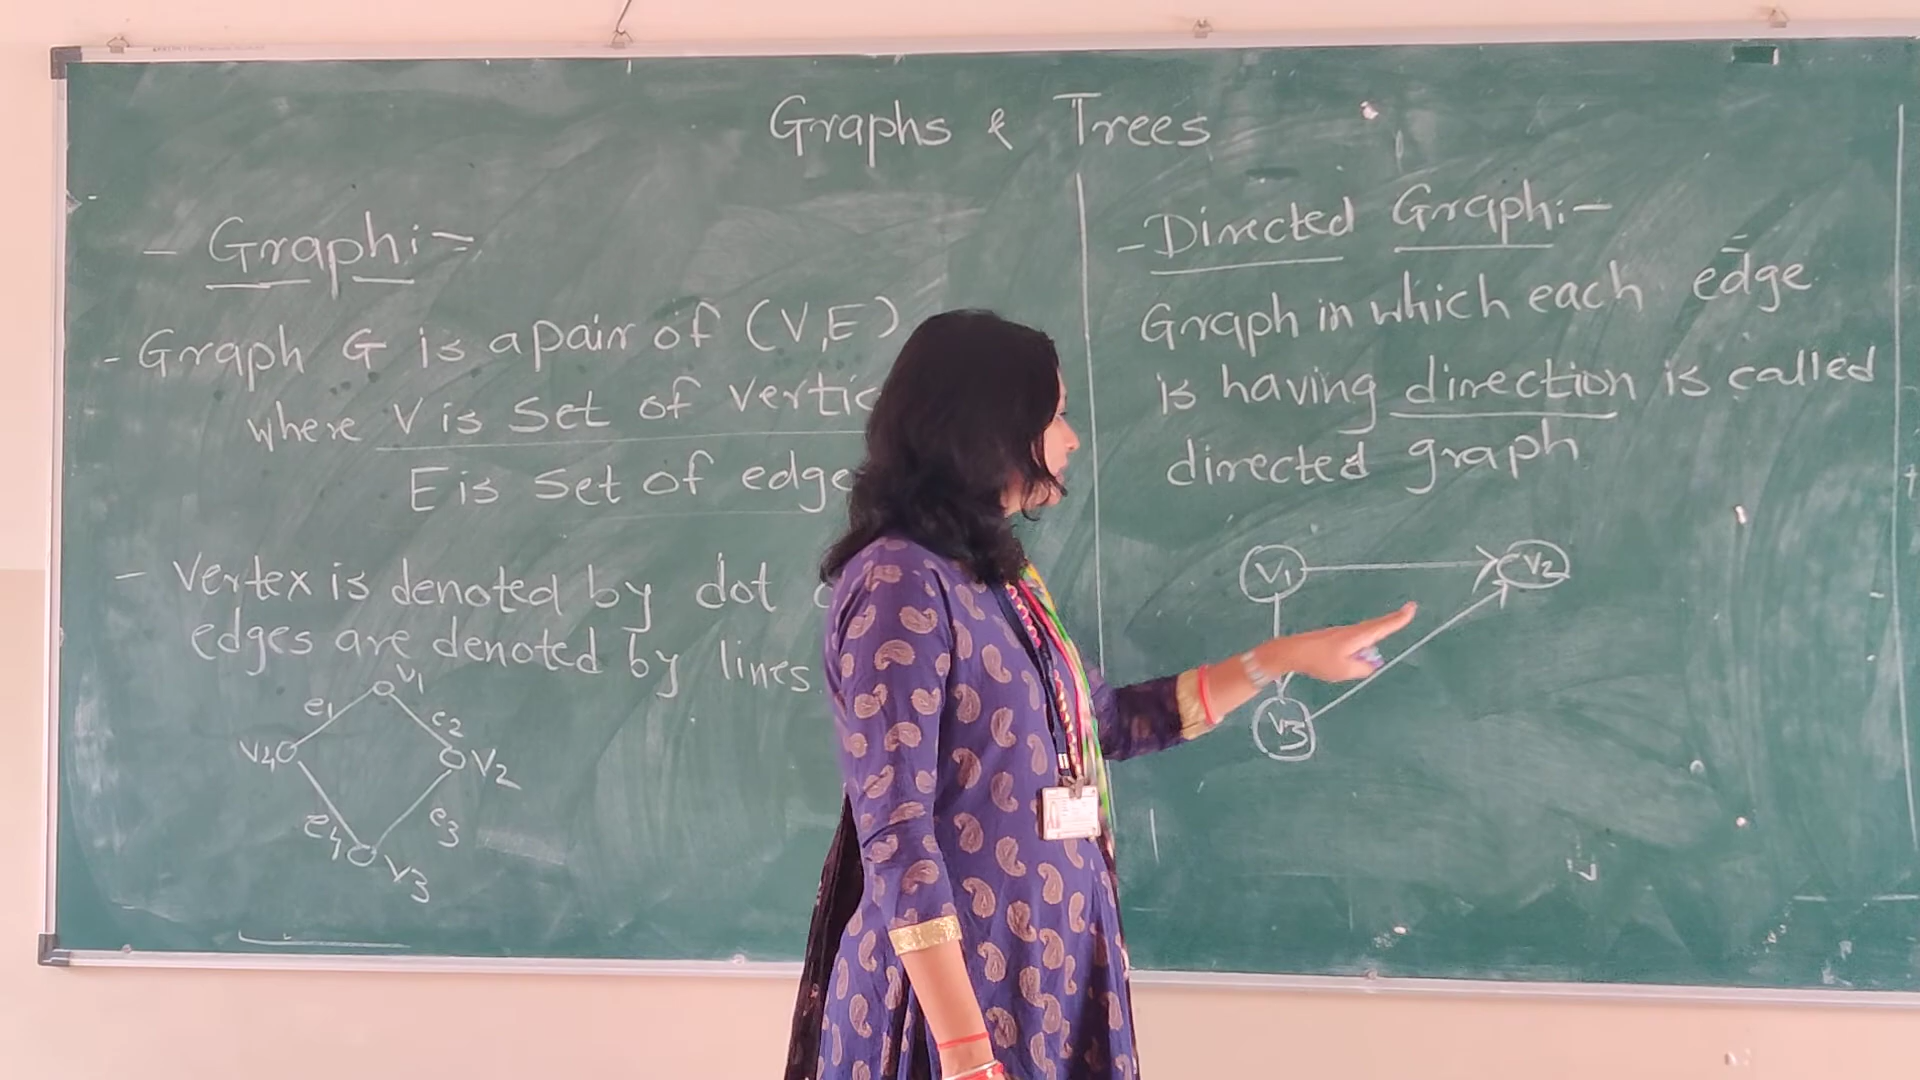 Graphs & Trees
- Graph:-
- Graph G is a pair of (V,E)
where V is Set of
E is Set of
- Vertex is denoted by dot
edges are denoted by lines.
V1
e1
e2
V4
V2
e4
e3
V3
- Directed Graph:-
Graph in which each edge
is having direction is called
directed graph
V1
V2
V3